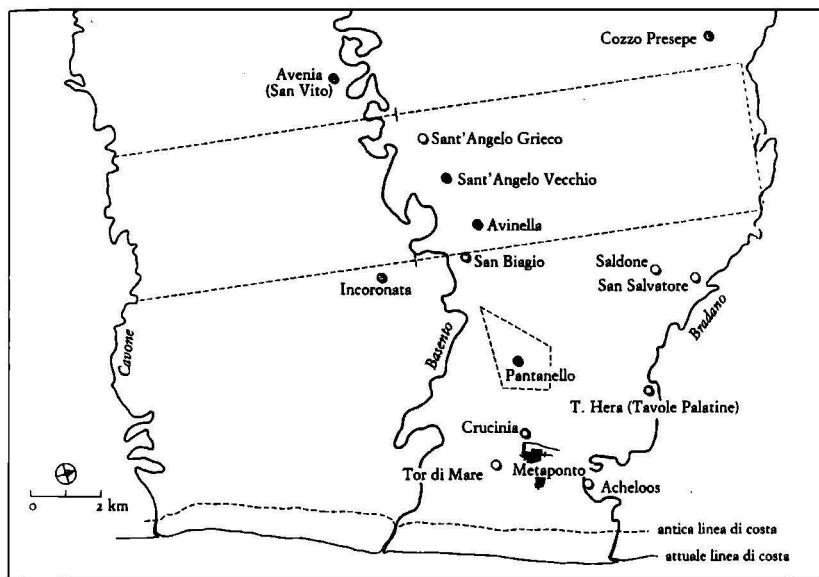 Cozzo Presepe
Avenia
(San Vito)
Sant'Angelo Grieco
Sant'Angelo Vecchio
Avinella
San Biagio
Saldone
San Salvatore
Incoronata
Bradano
Cavone
Basento
Pantanello
T. Hera (Tavole Palatine)
Crucinia
Tor di Mare
Metaponto
Acheloos
0 2 km
antica linea di costa
attuale linea di costa